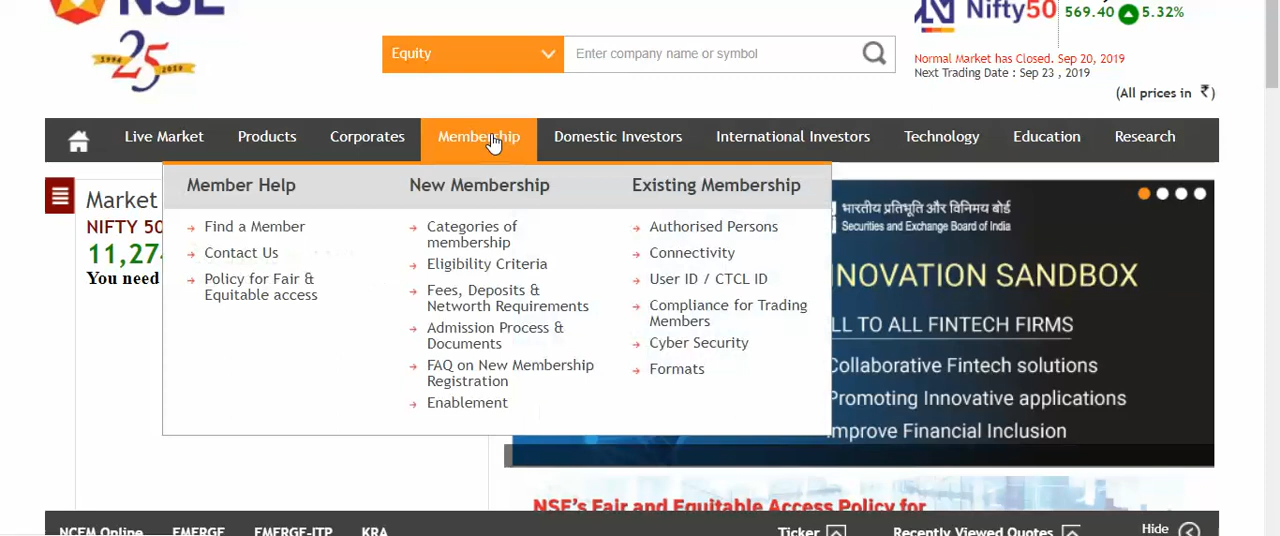 NSE
Nifty50
569.40 5.32%
1994 25 2019
Equity
Enter company name or symbol
Normal Market has Closed. Sep 20, 2019
Next Trading Date : Sep 23 , 2019
(All prices in ₹)
Live Market Products Corporates Membership Domestic Investors International Investors Technology Education Research
Member Help
Find a Member
Contact Us
Policy for Fair &
Equitable access
New Membership
Categories of
membership
Eligibility Criteria
Fees, Deposits &
Networth Requirements
Admission Process &
Documents
FAQ on New Membership
Registration
Enablement
Existing Membership
Authorised Persons
Connectivity
User ID / CTCL ID
Compliance for Trading
Members
Cyber Security
Formats
Market
NIFTY 50
11,274
You need
भारतीय प्रतिभूति और विनिमय बोर्ड
Securities and Exchange Board of India
NNOVATION SANDBOX
LL TO ALL FINTECH FIRMS
Collaborative Fintech solutions
Promoting Innovative applications
Improve Financial Inclusion
NSE's Fair and Equitable Access Policy for
NCFM Online EMERGE EMERGE-ITP KRA Ticker Recently Viewed Quotes Hide